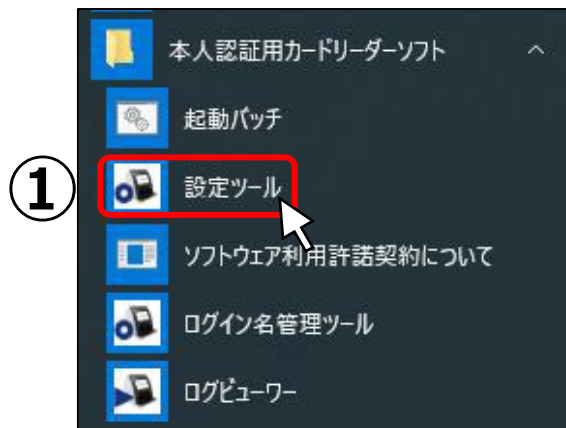 本人認証用カードリーダーソフト
起動バッチ
① 設定ツール
ソフトウェア利用許諾契約について
ログイン名管理ツール
ログビューワー